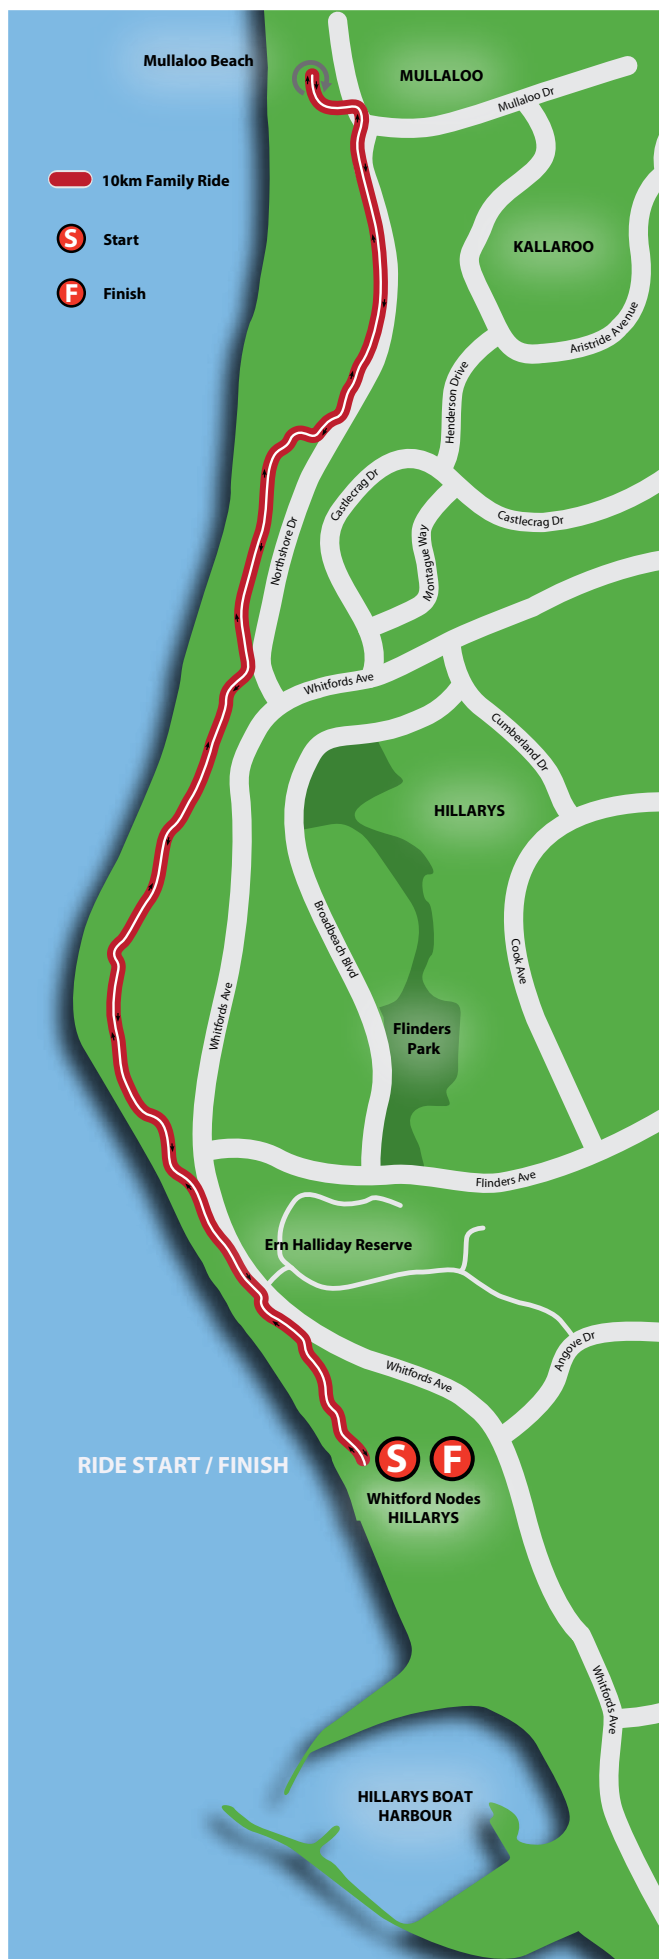 Mullaloo Beach
MULLALOO
Mullaloo Dr
10km Family Ride
S
Start
KALLAROO
F
Finish
Aristride Avenue
Henderson Drive
Castlecrag Dr
Castlecrag Dr
Northshore Dr
Montague Way
Whitfords Ave
Cumberland Dr
HILLARYS
Broadbeach Blvd
Cook Ave
Whitfords Ave
Flinders
Park
Flinders Ave
Ern Halliday Reserve
Angove Dr
Whitfords Ave
RIDE START / FINISH
S
F
Whitford Nodes
HILLARYS
Whitfords Ave
HILLARYS BOAT
HARBOUR